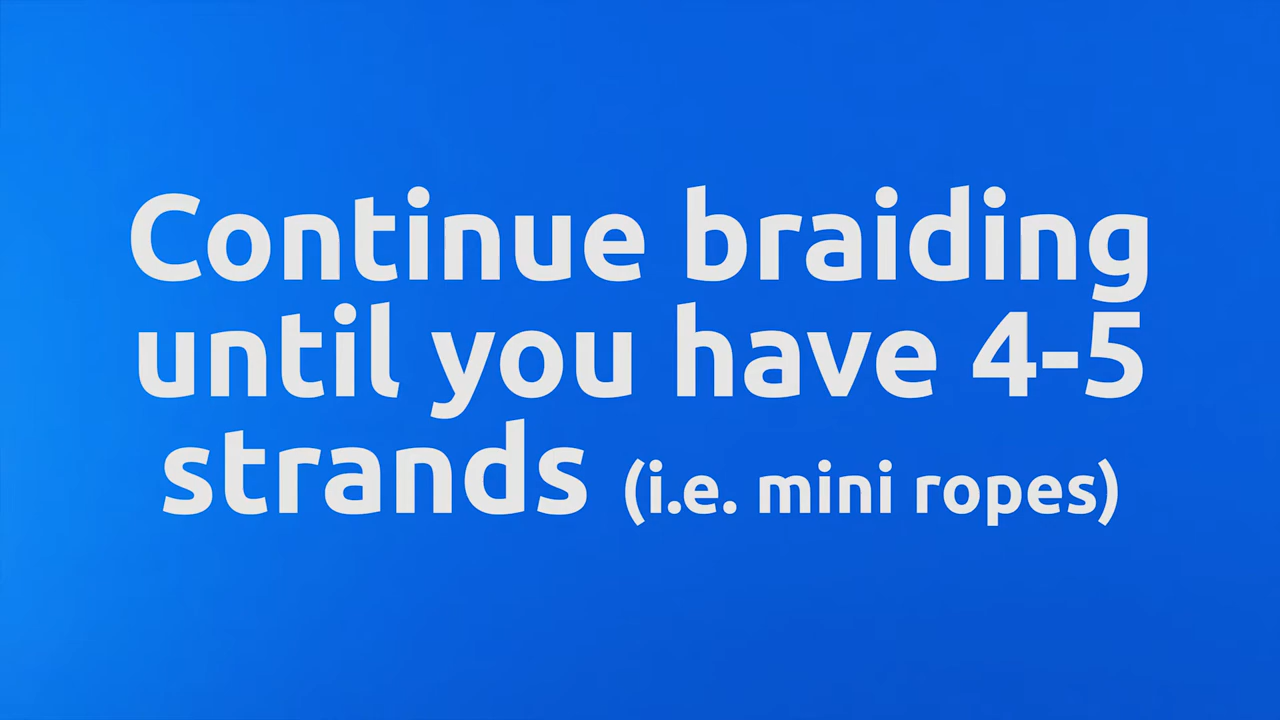 Continue braiding
until you have 4-5
strands (i.e. mini ropes)